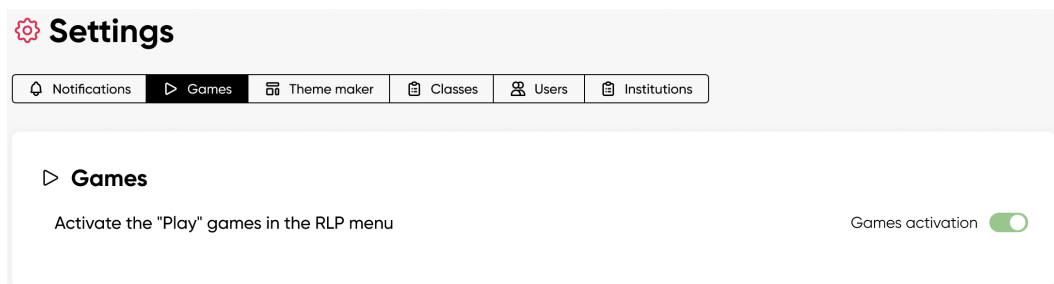 Settings
Notifications Games Theme maker Classes Users Institutions
Games
Activate the "Play" games in the RLP menu Games activation